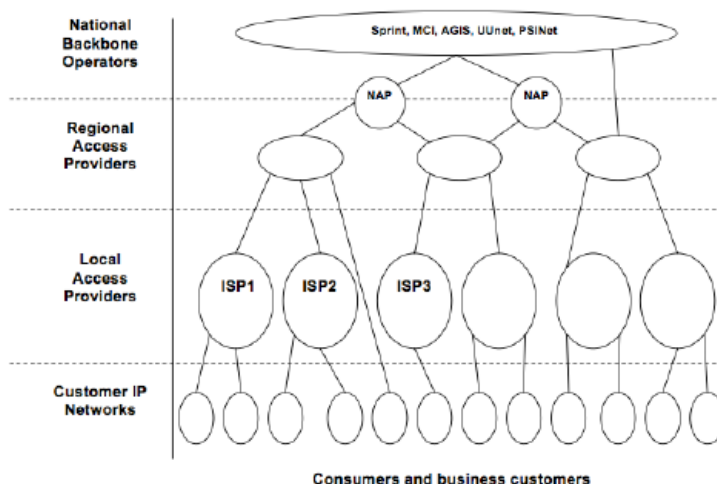 National
Backbone
Operators
Sprint, MCI, AGIS, UUnet, PSINet
NAP
NAP
Regional
Access
Providers
Local
Access
Providers
ISP1
ISP2
ISP3
Customer IP
Networks
Consumers and business customers